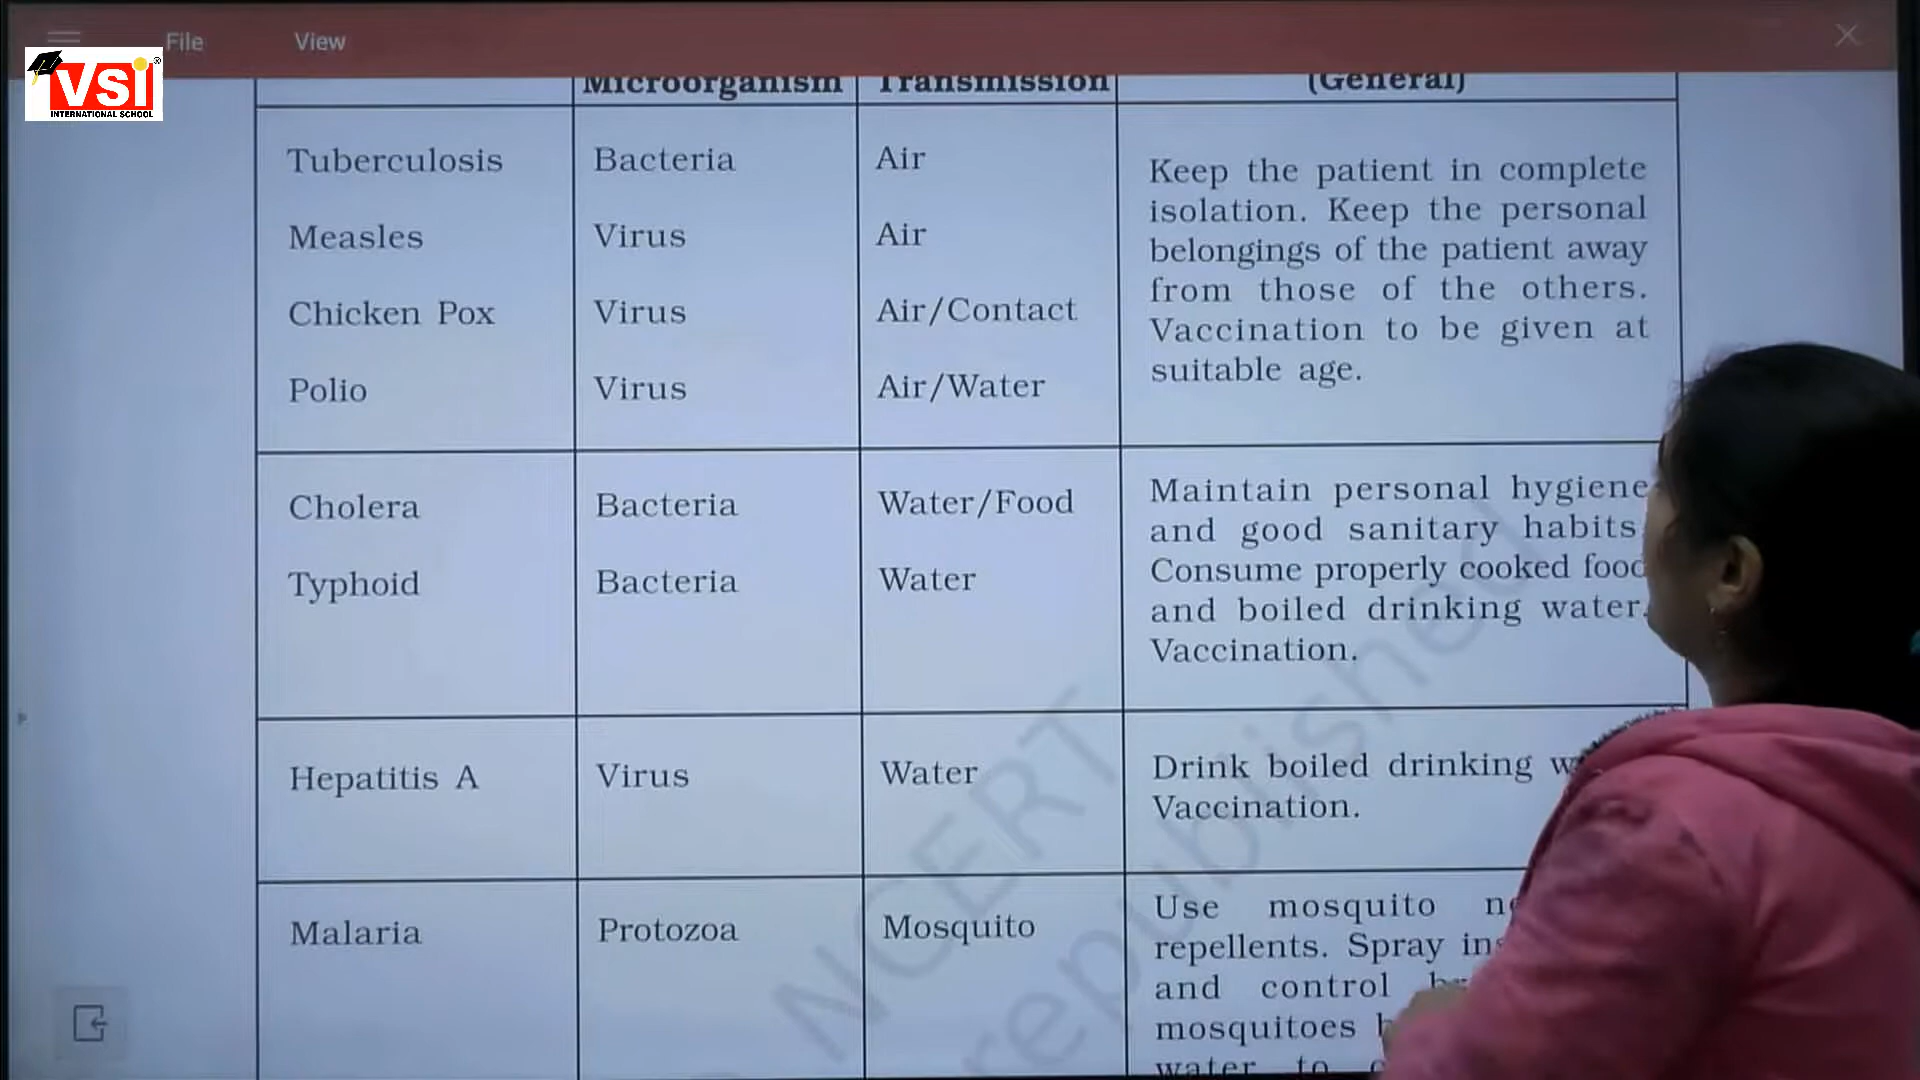 File View
VSI
INTERNATIONAL SCHOOL
Microorganism Transmission (General)
Tuberculosis Bacteria Air
Measles Virus Air
Chicken Pox Virus Air/Contact
Polio Virus Air/Water
Keep the patient in complete
isolation. Keep the personal
belongings of the patient away
from those of the others.
Vaccination to be given at
suitable age.
Cholera Bacteria Water/Food
Typhoid Bacteria Water
Maintain personal hygiene
and good sanitary habits
Consume properly cooked food
and boiled drinking water.
Vaccination.
Hepatitis A Virus Water
Drink boiled drinking
Vaccination.
Malaria Protozoa Mosquito
Use mosquito
repellents. Spray
and control
mosquitoes
water to
NCERT
republished